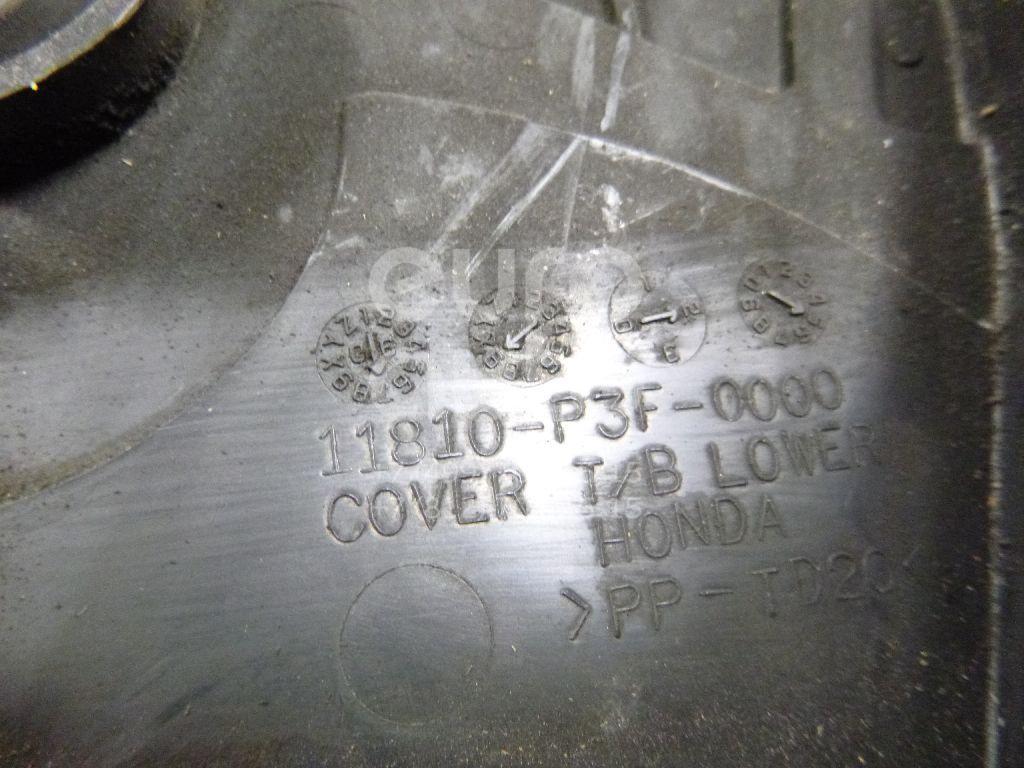 11810-P3F-0000
COVER T/B LOWER
HONDA
>PP-TD20<